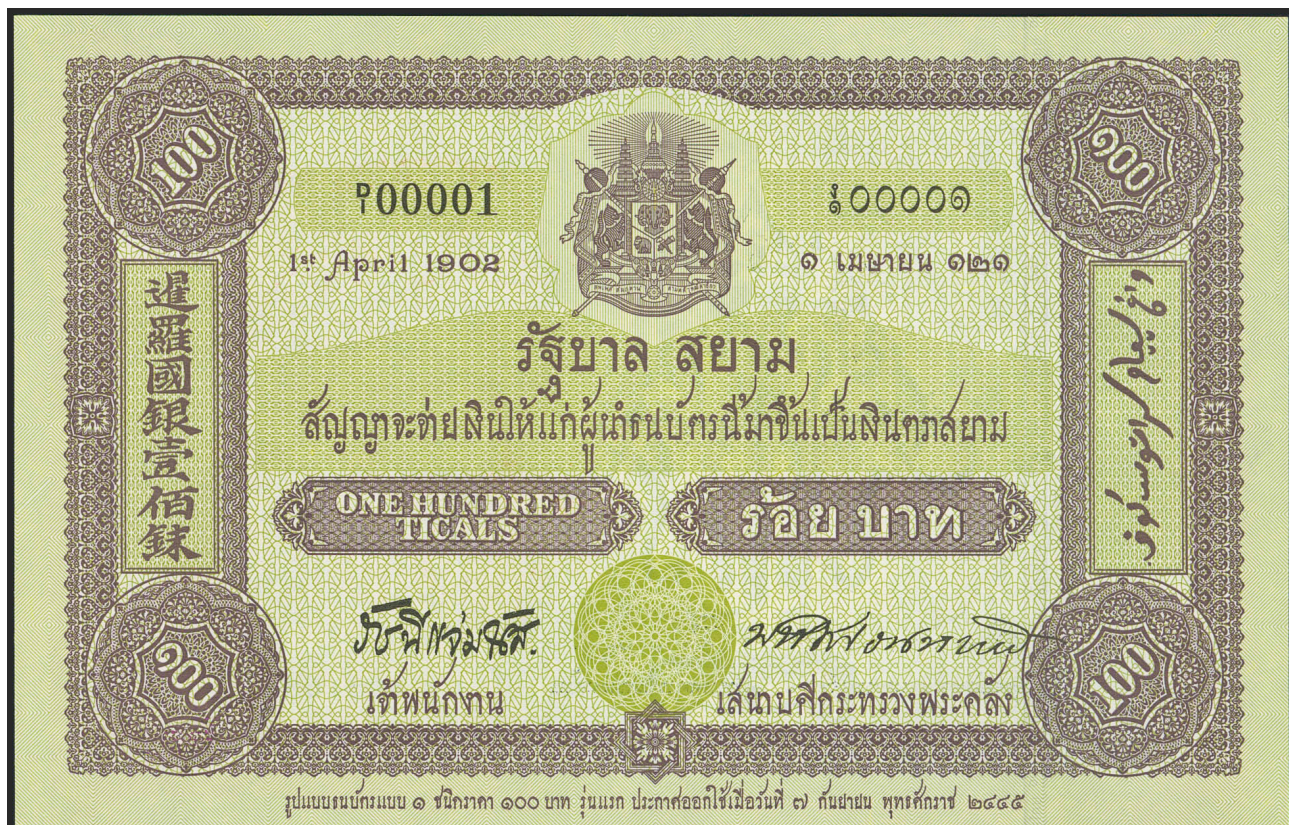 100
๑๐๐
P/1 00001
ร/๑ ๐๐๐๐๑
1st April 1902
๑ เมษายน ๑๒๑
暹羅國銀壹佰銖
รัฐบาล สยาม
สัญญาจะจ่ายเงินให้แก่ผู้นำธนบัตรนี้มาขึ้นเป็นเงินตราสยาม
ONE HUNDRED
TICALS
ร้อย บาท
เจ้าพนักงาน
เสนาบดีกระทรวงพระคลัง
๑๐๐
100
รูปแบบธนบัตรแบบ ๑ ชนิดราคา ๑๐๐ บาท รุ่นแรก ประกาศออกใช้เมื่อวันที่ ๗ กันยายน พุทธศักราช ๒๔๔๕